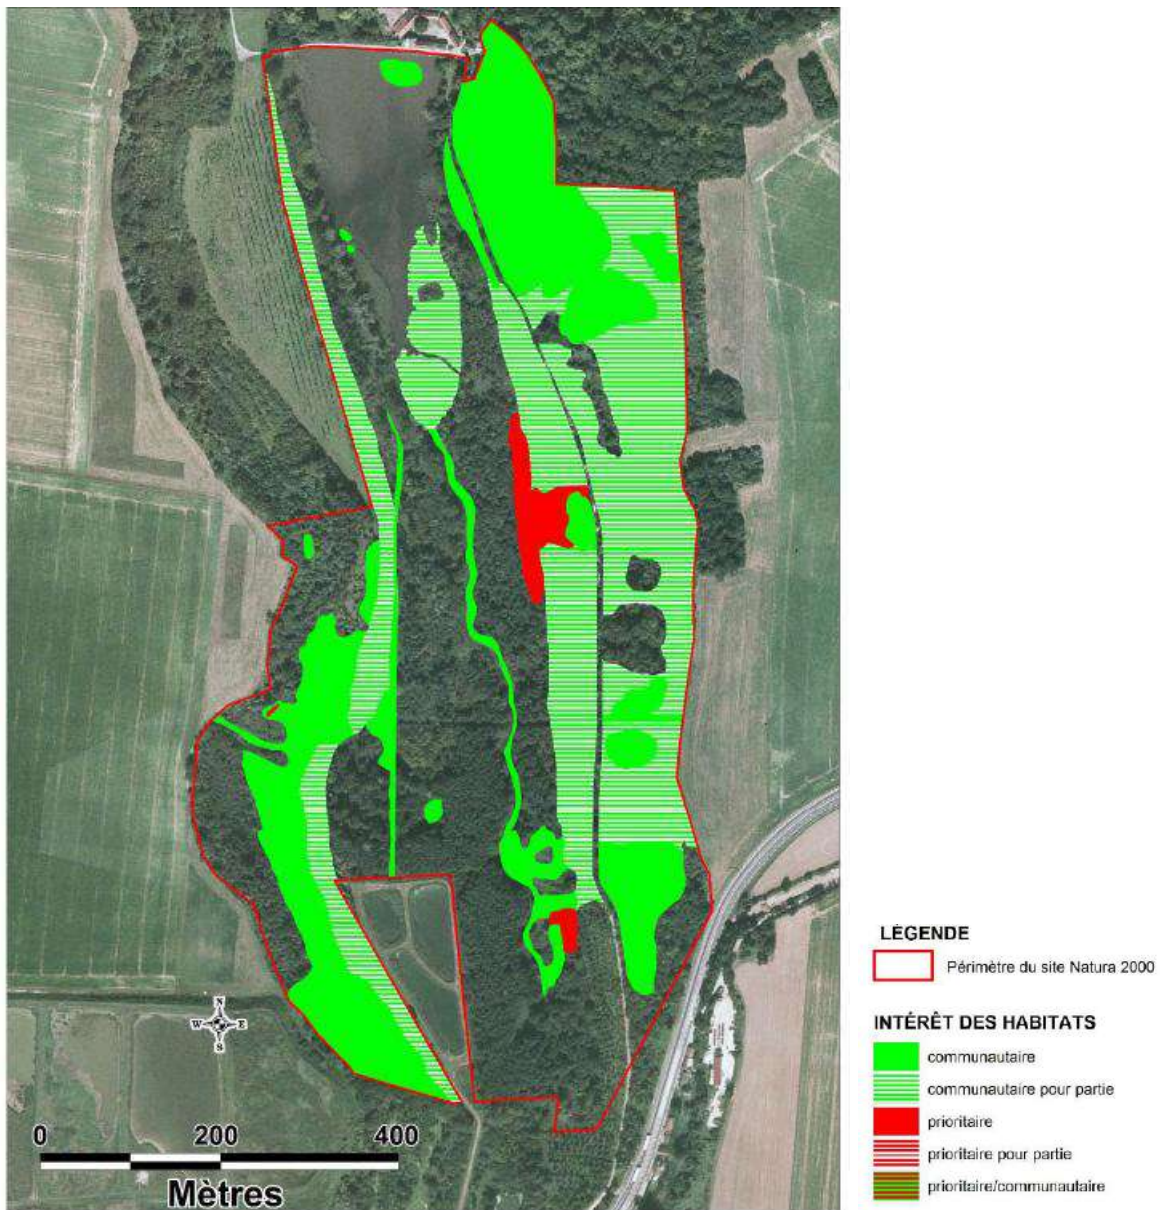 N
W E
S
0 200 400
Mètres
LÉGENDE
Périmètre du site Natura 2000
INTÉRÊT DES HABITATS
communautaire
communautaire pour partie
prioritaire
prioritaire pour partie
prioritaire/communautaire